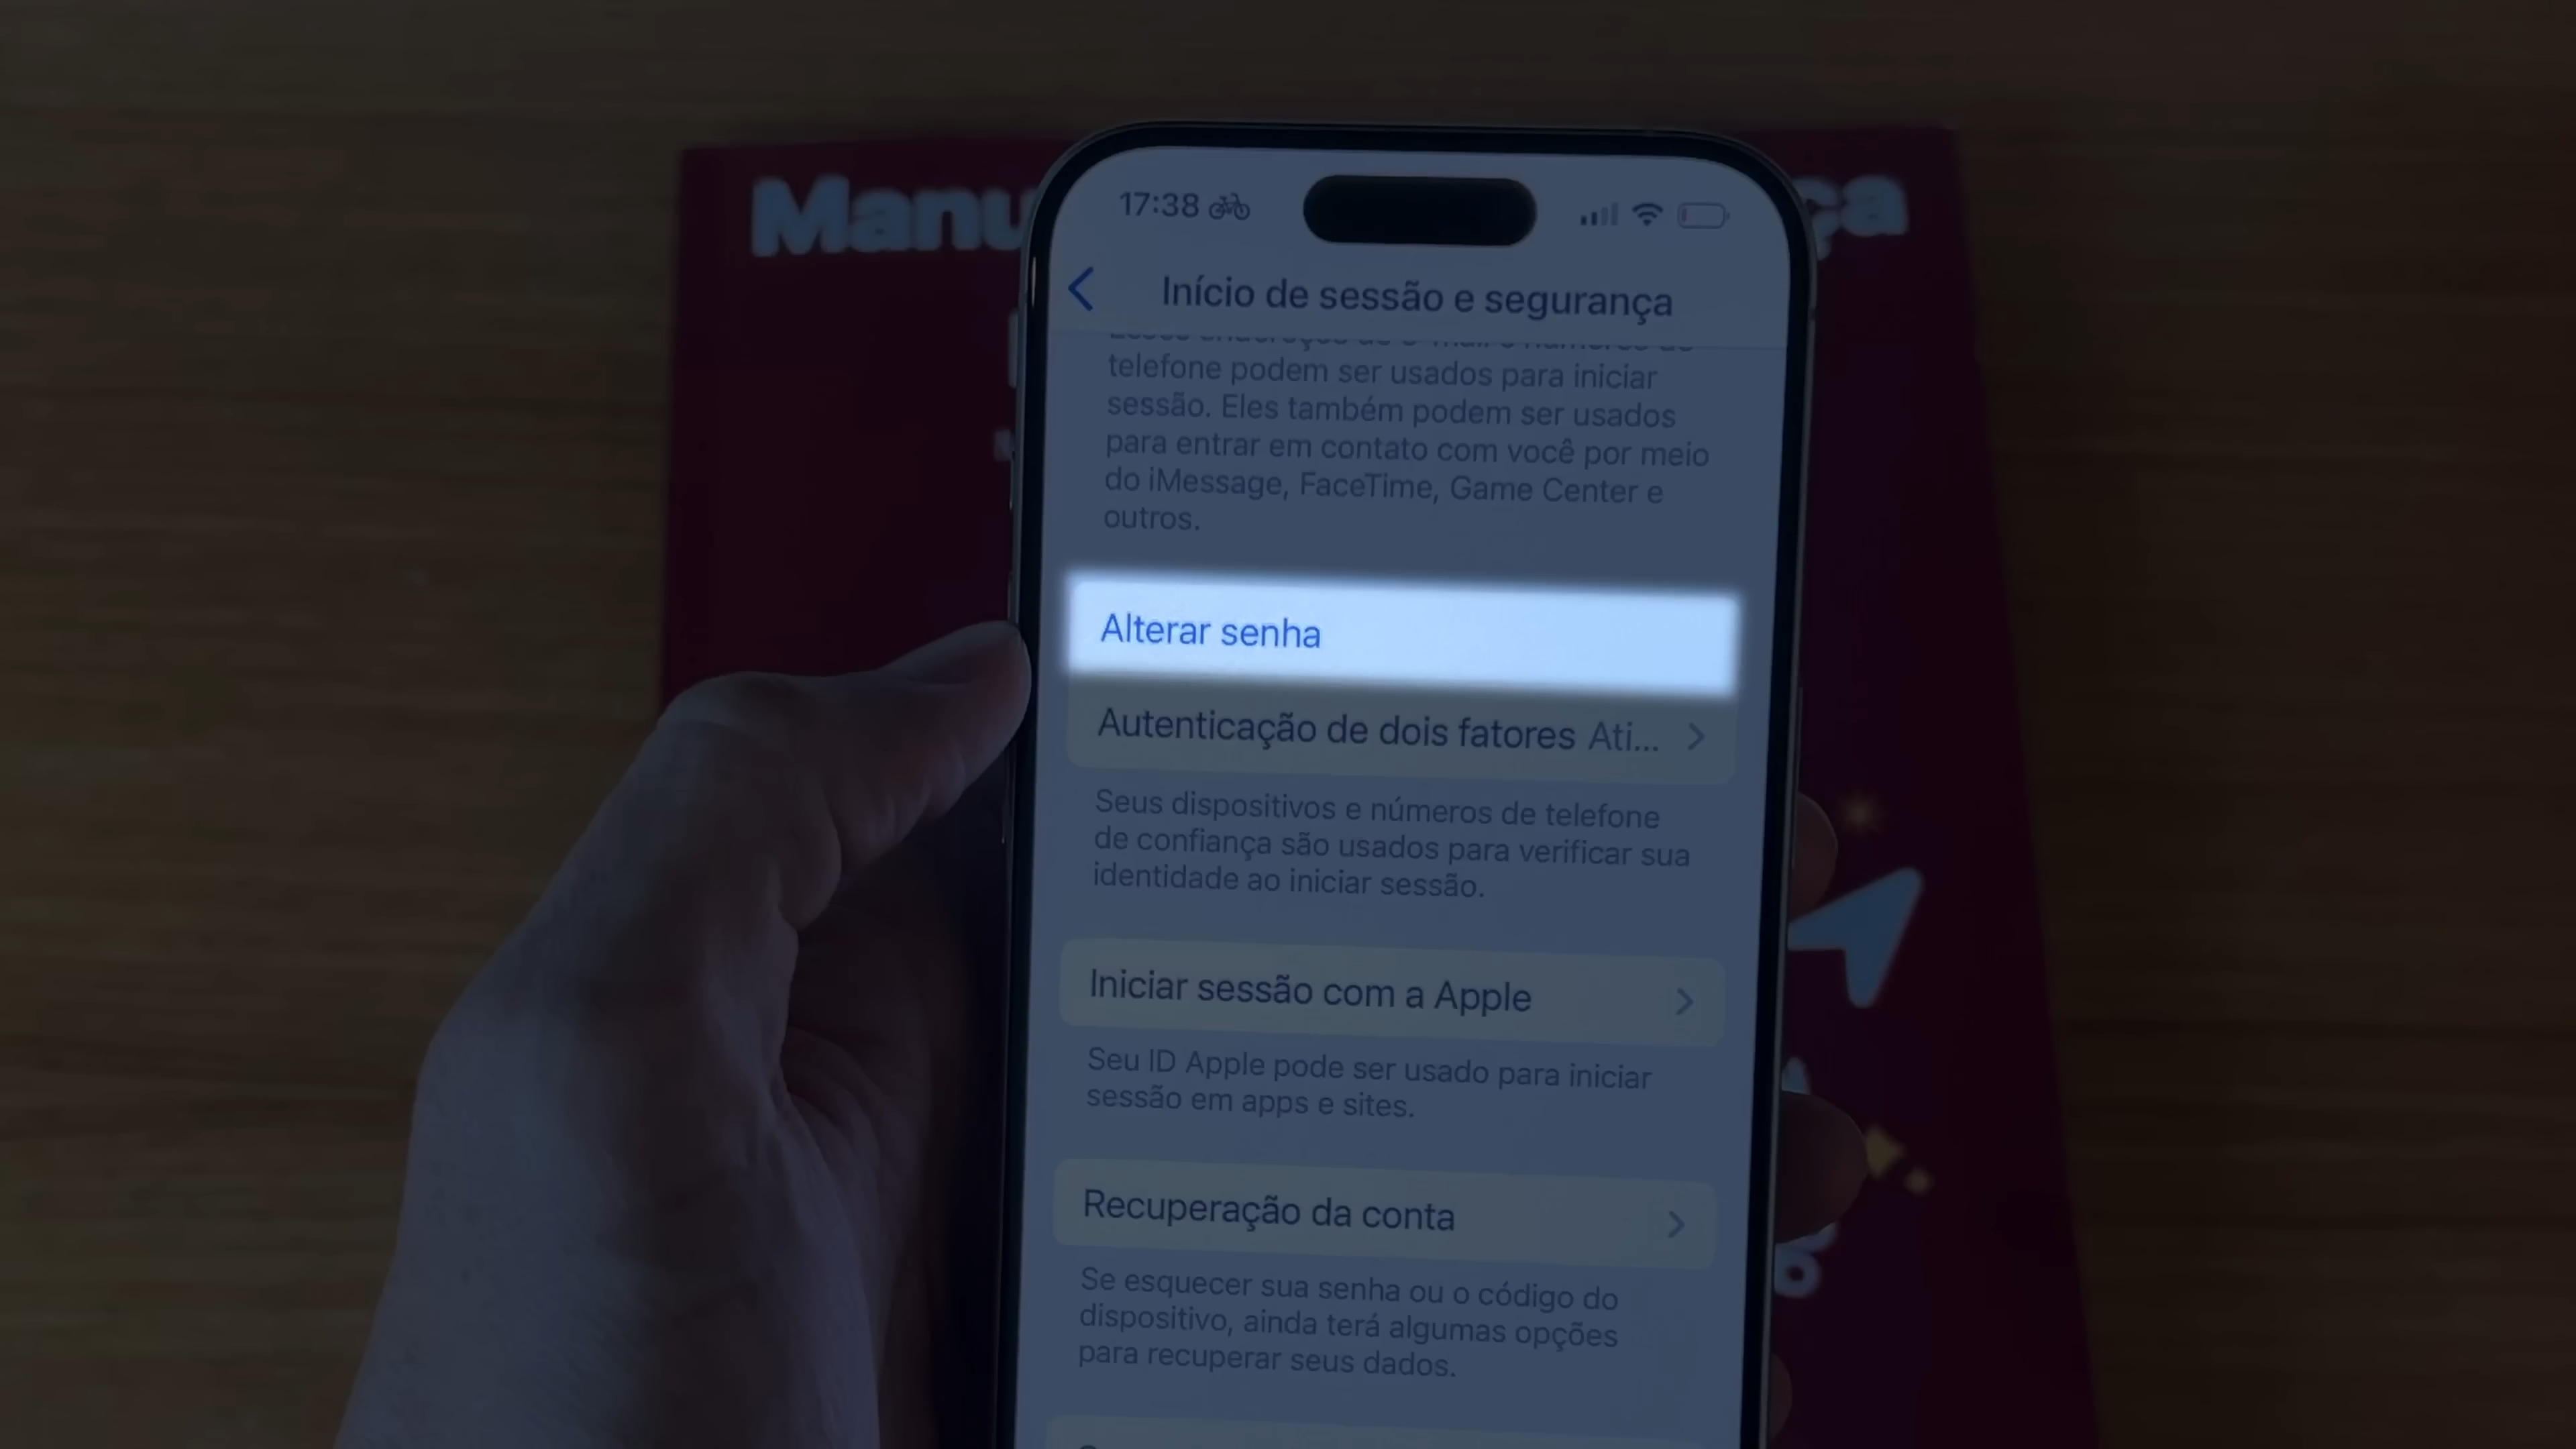 Manu
ça
17:38
Início de sessão e segurança
telefone podem ser usados para iniciar
sessão. Eles também podem ser usados
para entrar em contato com você por meio
do iMessage, FaceTime, Game Center e
outros.
Alterar senha
Autenticação de dois fatores Ati...
Seus dispositivos e números de telefone
de confiança são usados para verificar sua
identidade ao iniciar sessão.
Iniciar sessão com a Apple
Seu ID Apple pode ser usado para iniciar
sessão em apps e sites.
Recuperação da conta
Se esquecer sua senha ou o código do
dispositivo, ainda terá algumas opções
para recuperar seus dados.